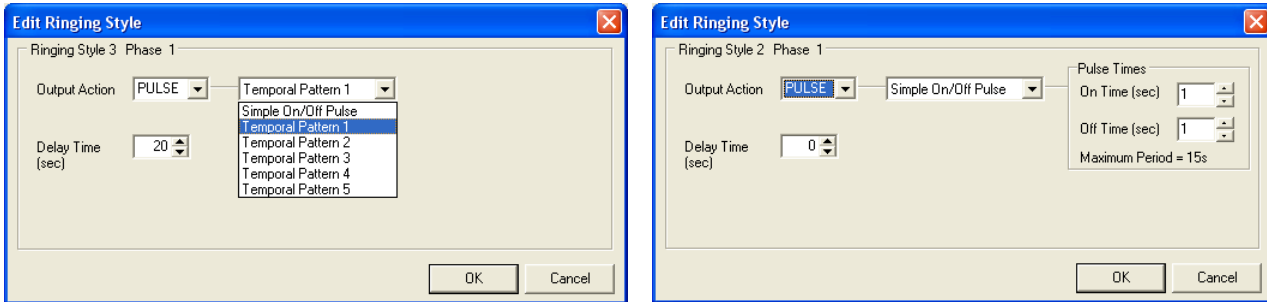 Edit Ringing Style
Ringing Style 3 Phase 1
Output Action PULSE Temporal Pattern 1
Simple On/Off Pulse
Temporal Pattern 1
Temporal Pattern 2
Temporal Pattern 3
Temporal Pattern 4
Temporal Pattern 5
Delay Time
(sec)
20
OK Cancel
Edit Ringing Style
Ringing Style 2 Phase 1
Output Action PULSE Simple On/Off Pulse
Pulse Times
On Time (sec) 1
Off Time (sec) 1
Maximum Period = 15s
Delay Time
(sec)
0
OK Cancel